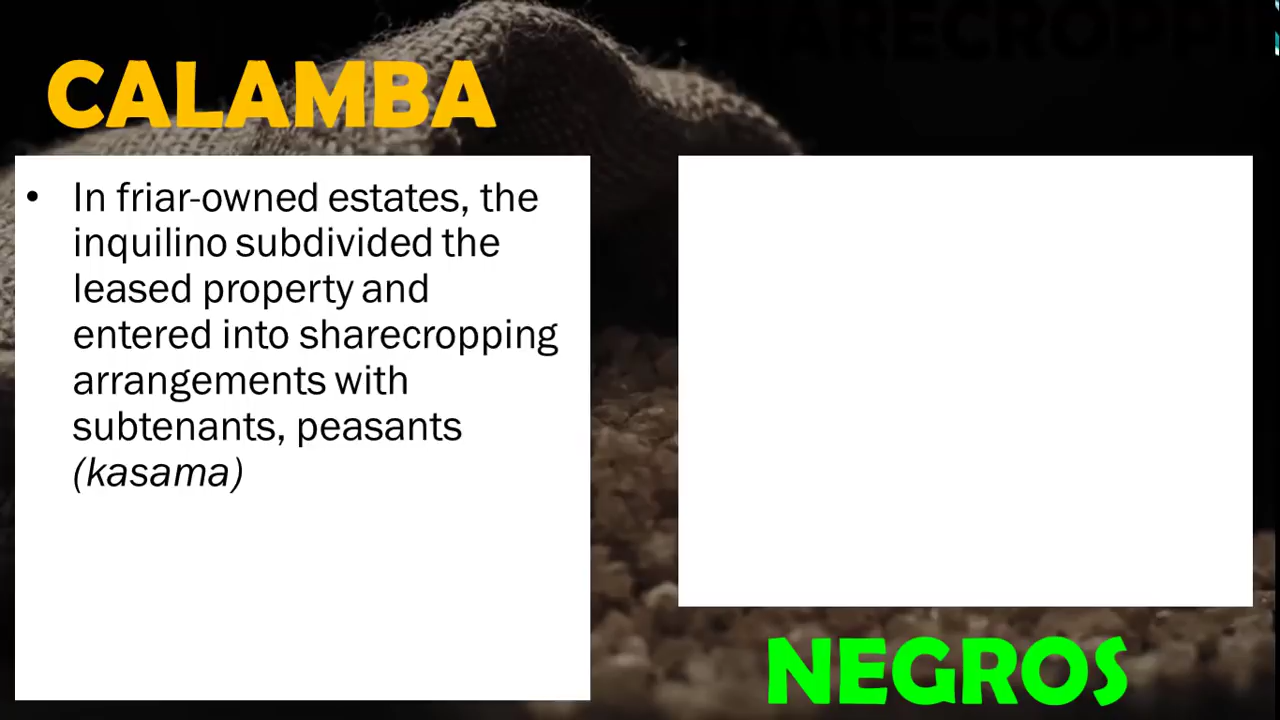 CALAMBA
• In friar-owned estates, the
inquilino subdivided the
leased property and
entered into sharecropping
arrangements with
subtenants, peasants
(kasama)
NEGROS